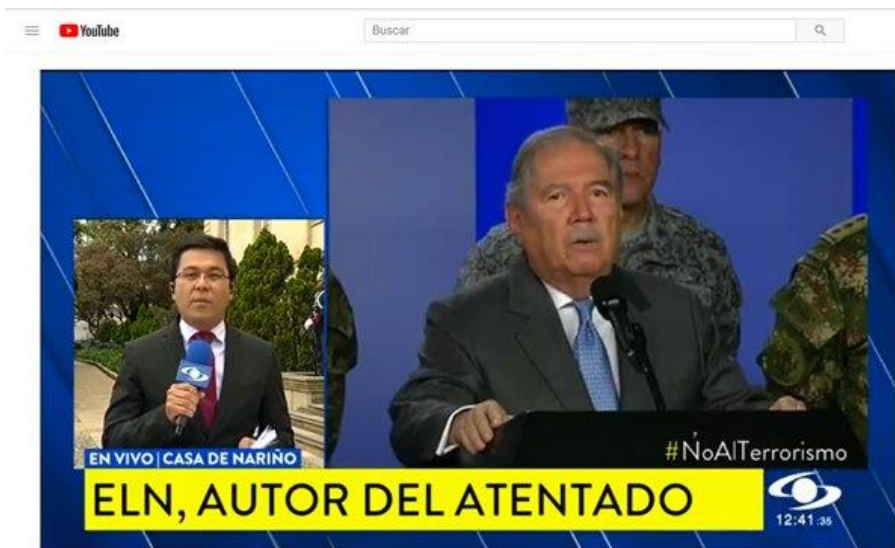 YouTube
Buscar
#NoAlTerrorismo
EN VIVO | CASA DE NARIÑO
ELN, AUTOR DEL ATENTADO
12:41:35